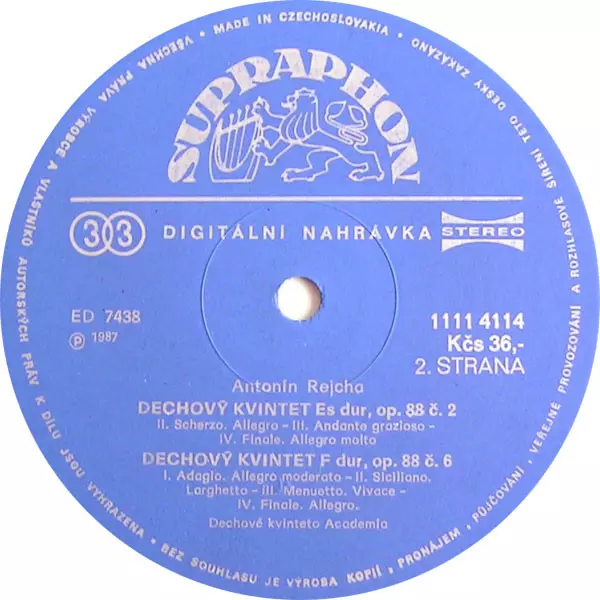 MADE IN CZECHOSLOVAKIA • VŠECHNA PRÁVA VÝROBCE A VLASTNÍKŮ AUTORSKÝCH PRÁV K DÍLU JSOU VYHRAZENA • BEZ SOUHLASU JE VÝROBA KOPIÍ, PRONÁJEM, PŮJČOVÁNÍ, VEŘEJNÉ PROVOZOVÁNÍ A ROZHLASOVÉ ŠÍŘENÍ TÉTO DESKY ZAKÁZÁNO •
SUPRAPHON
33 DIGITÁLNÍ NAHRÁVKA STEREO
ED 7438
℗ 1987
1111 4114
Kčs 36,-
2. STRANA
Antonín Rejcha
DECHOVÝ KVINTET Es dur, op. 88 č. 2
II. Scherzo. Allegro – III. Andante grazioso –
IV. Finale. Allegro molto
DECHOVÝ KVINTET F dur, op. 88 č. 6
I. Adagio. Allegro moderato – II. Siciliano.
Larghetto – III. Menuetto. Vivace –
IV. Finale. Allegro.
Dechové kvinteto Academia